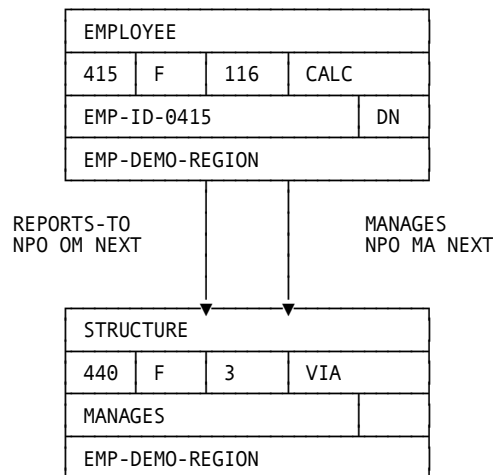 EMPLOYEE
415 F 116 CALC
EMP-ID-0415 DN
EMP-DEMO-REGION
REPORTS-TO
NPO OM NEXT
MANAGES
NPO MA NEXT
STRUCTURE
440 F 3 VIA
MANAGES
EMP-DEMO-REGION